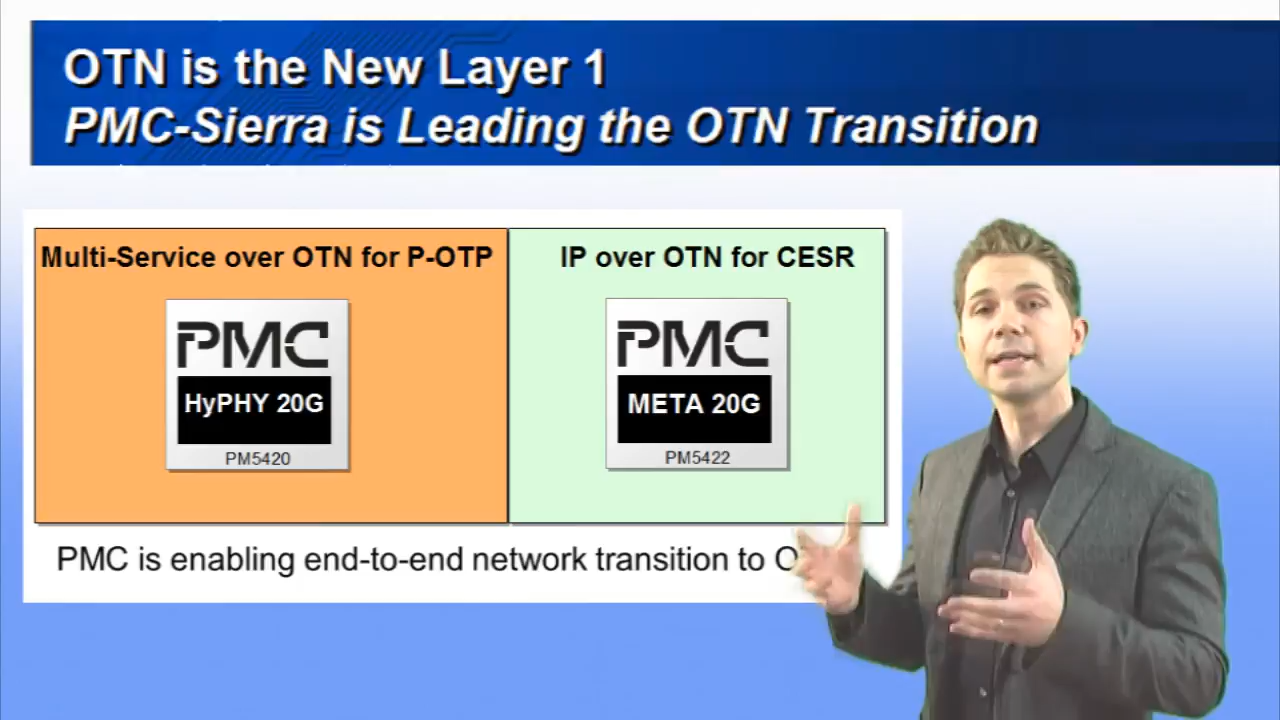 OTN is the New Layer 1
PMC-Sierra is Leading the OTN Transition
Multi-Service over OTN for P-OTP
IP over OTN for CESR
PMC
HyPHY 20G
PM5420
PMC
META 20G
PM5422
PMC is enabling end-to-end network transition to